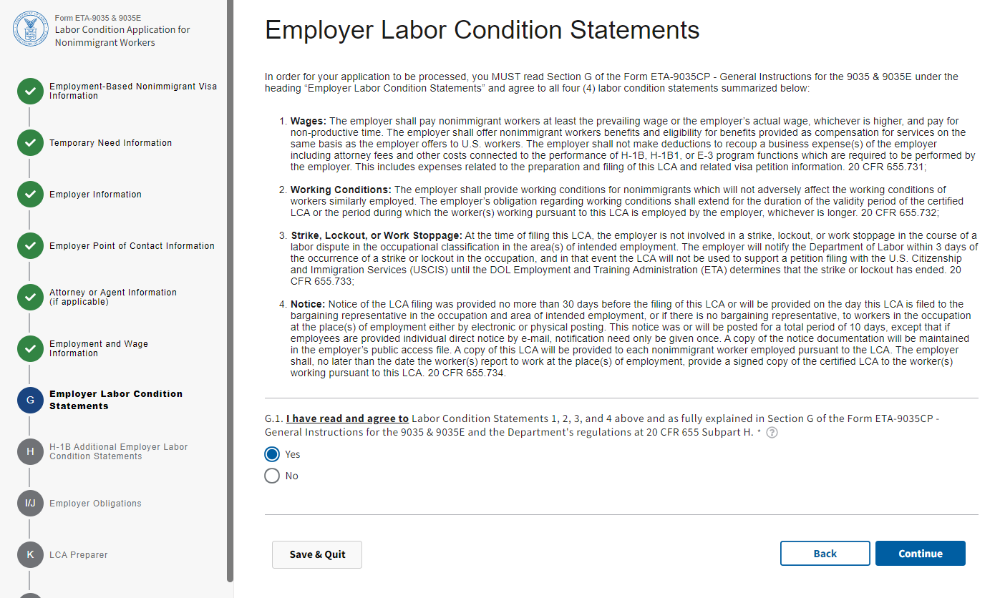 Form ETA-9035 & 9035E
Labor Condition Application for
Nonimmigrant Workers
Employment-Based Nonimmigrant Visa
Information
Temporary Need Information
Employer Information
Employer Point of Contact Information
Attorney or Agent Information
(if applicable)
Employment and Wage
Information
G
Employer Labor Condition
Statements
H
H-1B Additional Employer Labor
Condition Statements
I/J
Employer Obligations
K
LCA Preparer
Employer Labor Condition Statements
In order for your application to be processed, you MUST read Section G of the Form ETA-9035CP - General Instructions for the 9035 & 9035E under the
heading “Employer Labor Condition Statements” and agree to all four (4) labor condition statements summarized below:
1. Wages: The employer shall pay nonimmigrant workers at least the prevailing wage or the employer’s actual wage, whichever is higher, and pay for
non-productive time. The employer shall offer nonimmigrant workers benefits and eligibility for benefits provided as compensation for services on the
same basis as the employer offers to U.S. workers. The employer shall not make deductions to recoup a business expense(s) of the employer
including attorney fees and other costs connected to the performance of H-1B, H-1B1, or E-3 program functions which are required to be performed by
the employer. This includes expenses related to the preparation and filing of this LCA and related visa petition information. 20 CFR 655.731;
2. Working Conditions: The employer shall provide working conditions for nonimmigrants which will not adversely affect the working conditions of
workers similarly employed. The employer’s obligation regarding working conditions shall extend for the duration of the validity period of the certified
LCA or the period during which the worker(s) working pursuant to this LCA is employed by the employer, whichever is longer. 20 CFR 655.732;
3. Strike, Lockout, or Work Stoppage: At the time of filing this LCA, the employer is not involved in a strike, lockout, or work stoppage in the course of a
labor dispute in the occupational classification in the area(s) of intended employment. The employer will notify the Department of Labor within 3 days of
the occurrence of a strike or lockout in the occupation, and in that event the LCA will not be used to support a petition filing with the U.S. Citizenship
and Immigration Services (USCIS) until the DOL Employment and Training Administration (ETA) determines that the strike or lockout has ended. 20
CFR 655.733;
4. Notice: Notice of the LCA filing was provided no more than 30 days before the filing of this LCA or will be provided on the day this LCA is filed to the
bargaining representative in the occupation and area of intended employment, or if there is no bargaining representative, to workers in the occupation
at the place(s) of employment either by electronic or physical posting. This notice was or will be posted for a total period of 10 days, except that if
employees are provided individual direct notice by e-mail, notification need only be given once. A copy of the notice documentation will be maintained
in the employer’s public access file. A copy of this LCA will be provided to each nonimmigrant worker employed pursuant to the LCA. The employer
shall, no later than the date the worker(s) report to work at the place(s) of employment, provide a signed copy of the certified LCA to the worker(s)
working pursuant to this LCA. 20 CFR 655.734.
G.1. I have read and agree to Labor Condition Statements 1, 2, 3, and 4 above and as fully explained in Section G of the Form ETA-9035CP -
General Instructions for the 9035 & 9035E and the Department's regulations at 20 CFR 655 Subpart H. * ?
Yes
No
Save & Quit
Back
Continue